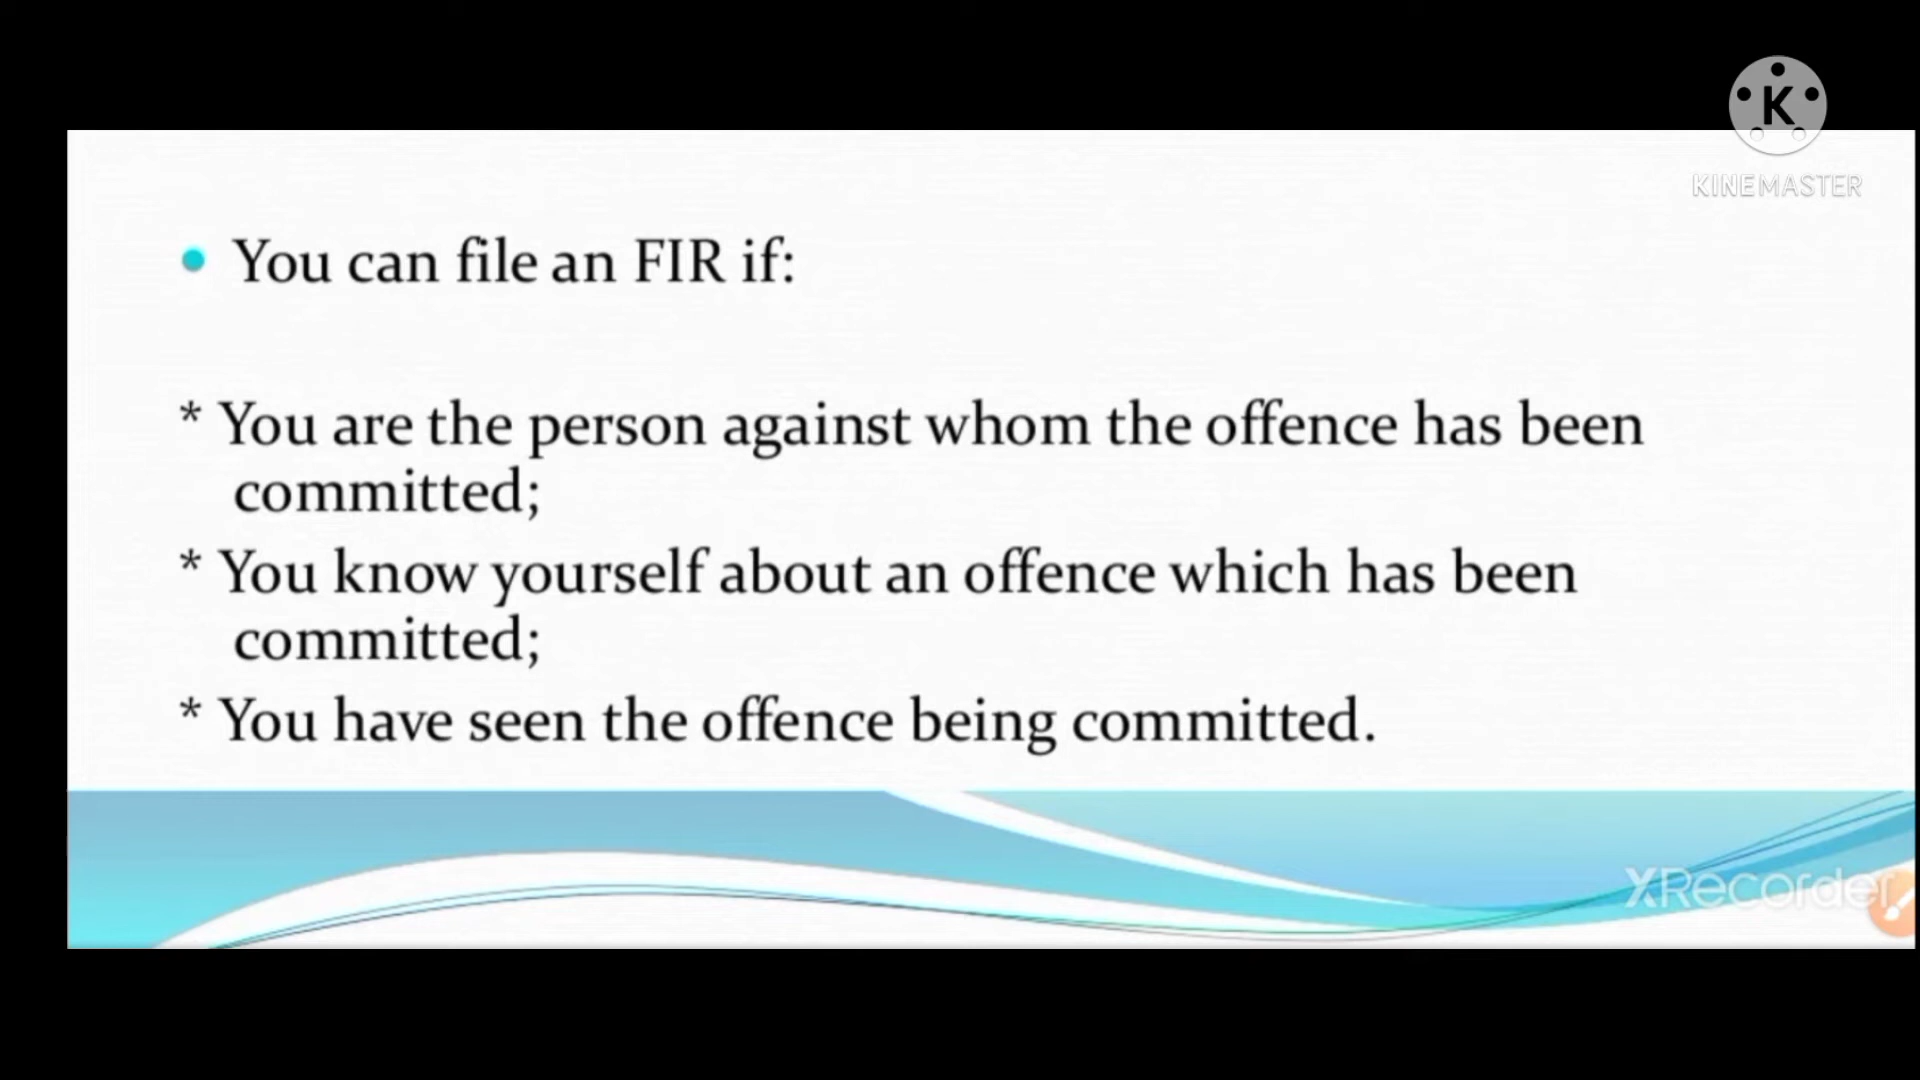 K
KINEMASTER
• You can file an FIR if:
* You are the person against whom the offence has been
committed;
* You know yourself about an offence which has been
committed;
* You have seen the offence being committed.
XRecorder